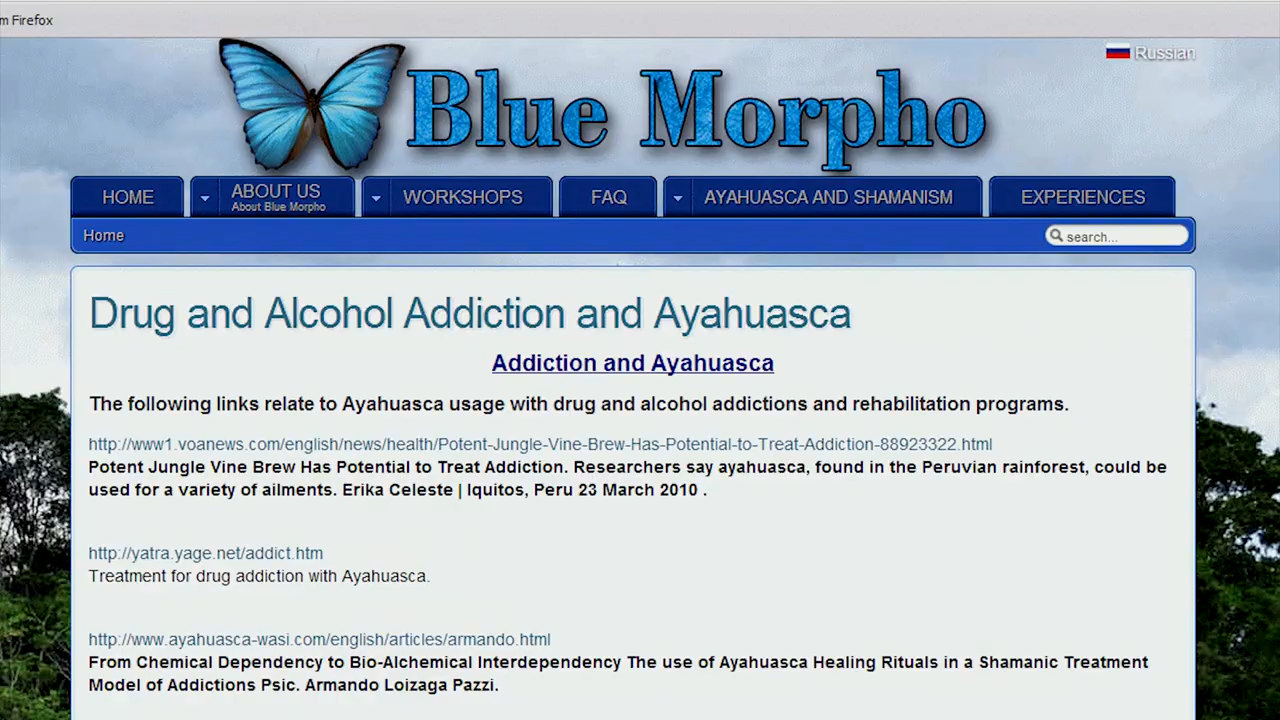 m Firefox
Russian
Blue Morpho
HOME
ABOUT US
About Blue Morpho
WORKSHOPS
FAQ
AYAHUASCA AND SHAMANISM
EXPERIENCES
Home
search...
Drug and Alcohol Addiction and Ayahuasca
Addiction and Ayahuasca
The following links relate to Ayahuasca usage with drug and alcohol addictions and rehabilitation programs.
http://www1.voanews.com/english/news/health/Potent-Jungle-Vine-Brew-Has-Potential-to-Treat-Addiction-88923322.html
Potent Jungle Vine Brew Has Potential to Treat Addiction. Researchers say ayahuasca, found in the Peruvian rainforest, could be
used for a variety of ailments. Erika Celeste | Iquitos, Peru 23 March 2010 .
http://yatra.yage.net/addict.htm
Treatment for drug addiction with Ayahuasca.
http://www.ayahuasca-wasi.com/english/articles/armando.html
From Chemical Dependency to Bio-Alchemical Interdependency The use of Ayahuasca Healing Rituals in a Shamanic Treatment
Model of Addictions Psic. Armando Loizaga Pazzi.